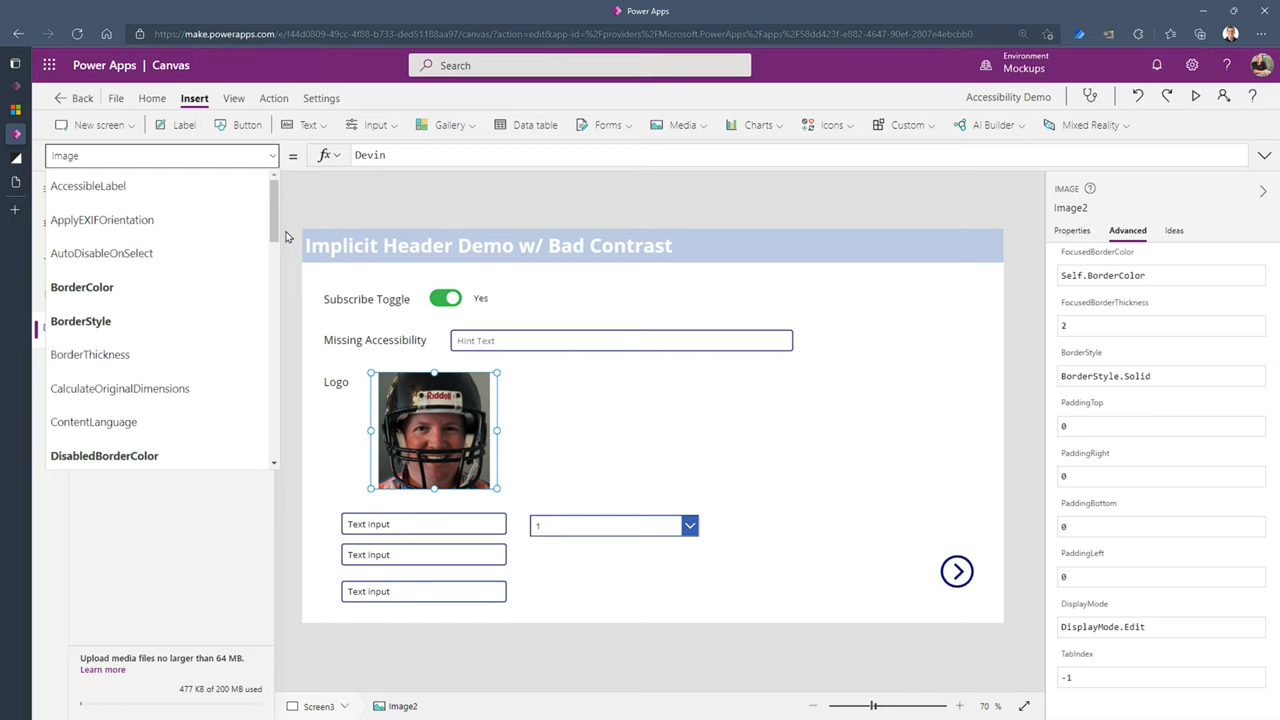 Power Apps
https://make.powerapps.com/e/f44d0809-49cc-4f8a-b733-ded51188aa97/canvas/?action=edit&app-id=%2Fproviders%2FMicrosoft.PowerApps%2Fapps%2F58dd423f-e882-4647-90ef-2807e4ebcbb0
Power Apps | Canvas
Search
Environment
Mockups
Back
File
Home
Insert
View
Action
Settings
Accessibility Demo
New screen
Label
Button
Text
Input
Gallery
Data table
Forms
Media
Charts
Icons
Custom
AI Builder
Mixed Reality
Image
= fx Devin
AccessibleLabel
ApplyEXIFOrientation
AutoDisableOnSelect
BorderColor
BorderStyle
BorderThickness
CalculateOriginalDimensions
ContentLanguage
DisabledBorderColor
Upload media files no larger than 64 MB.
Learn more
477 KB of 200 MB used
Implicit Header Demo w/ Bad Contrast
Subscribe Toggle
Yes
Missing Accessibility
Hint Text
Logo
Riddell
Text input
1
Text input
Text input
Screen3
Image2
70 %
IMAGE
Image2
Properties
Advanced
Ideas
FocusedBorderColor
Self.BorderColor
FocusedBorderThickness
2
BorderStyle
BorderStyle.Solid
PaddingTop
0
PaddingRight
0
PaddingBottom
0
PaddingLeft
0
DisplayMode
DisplayMode.Edit
TabIndex
-1